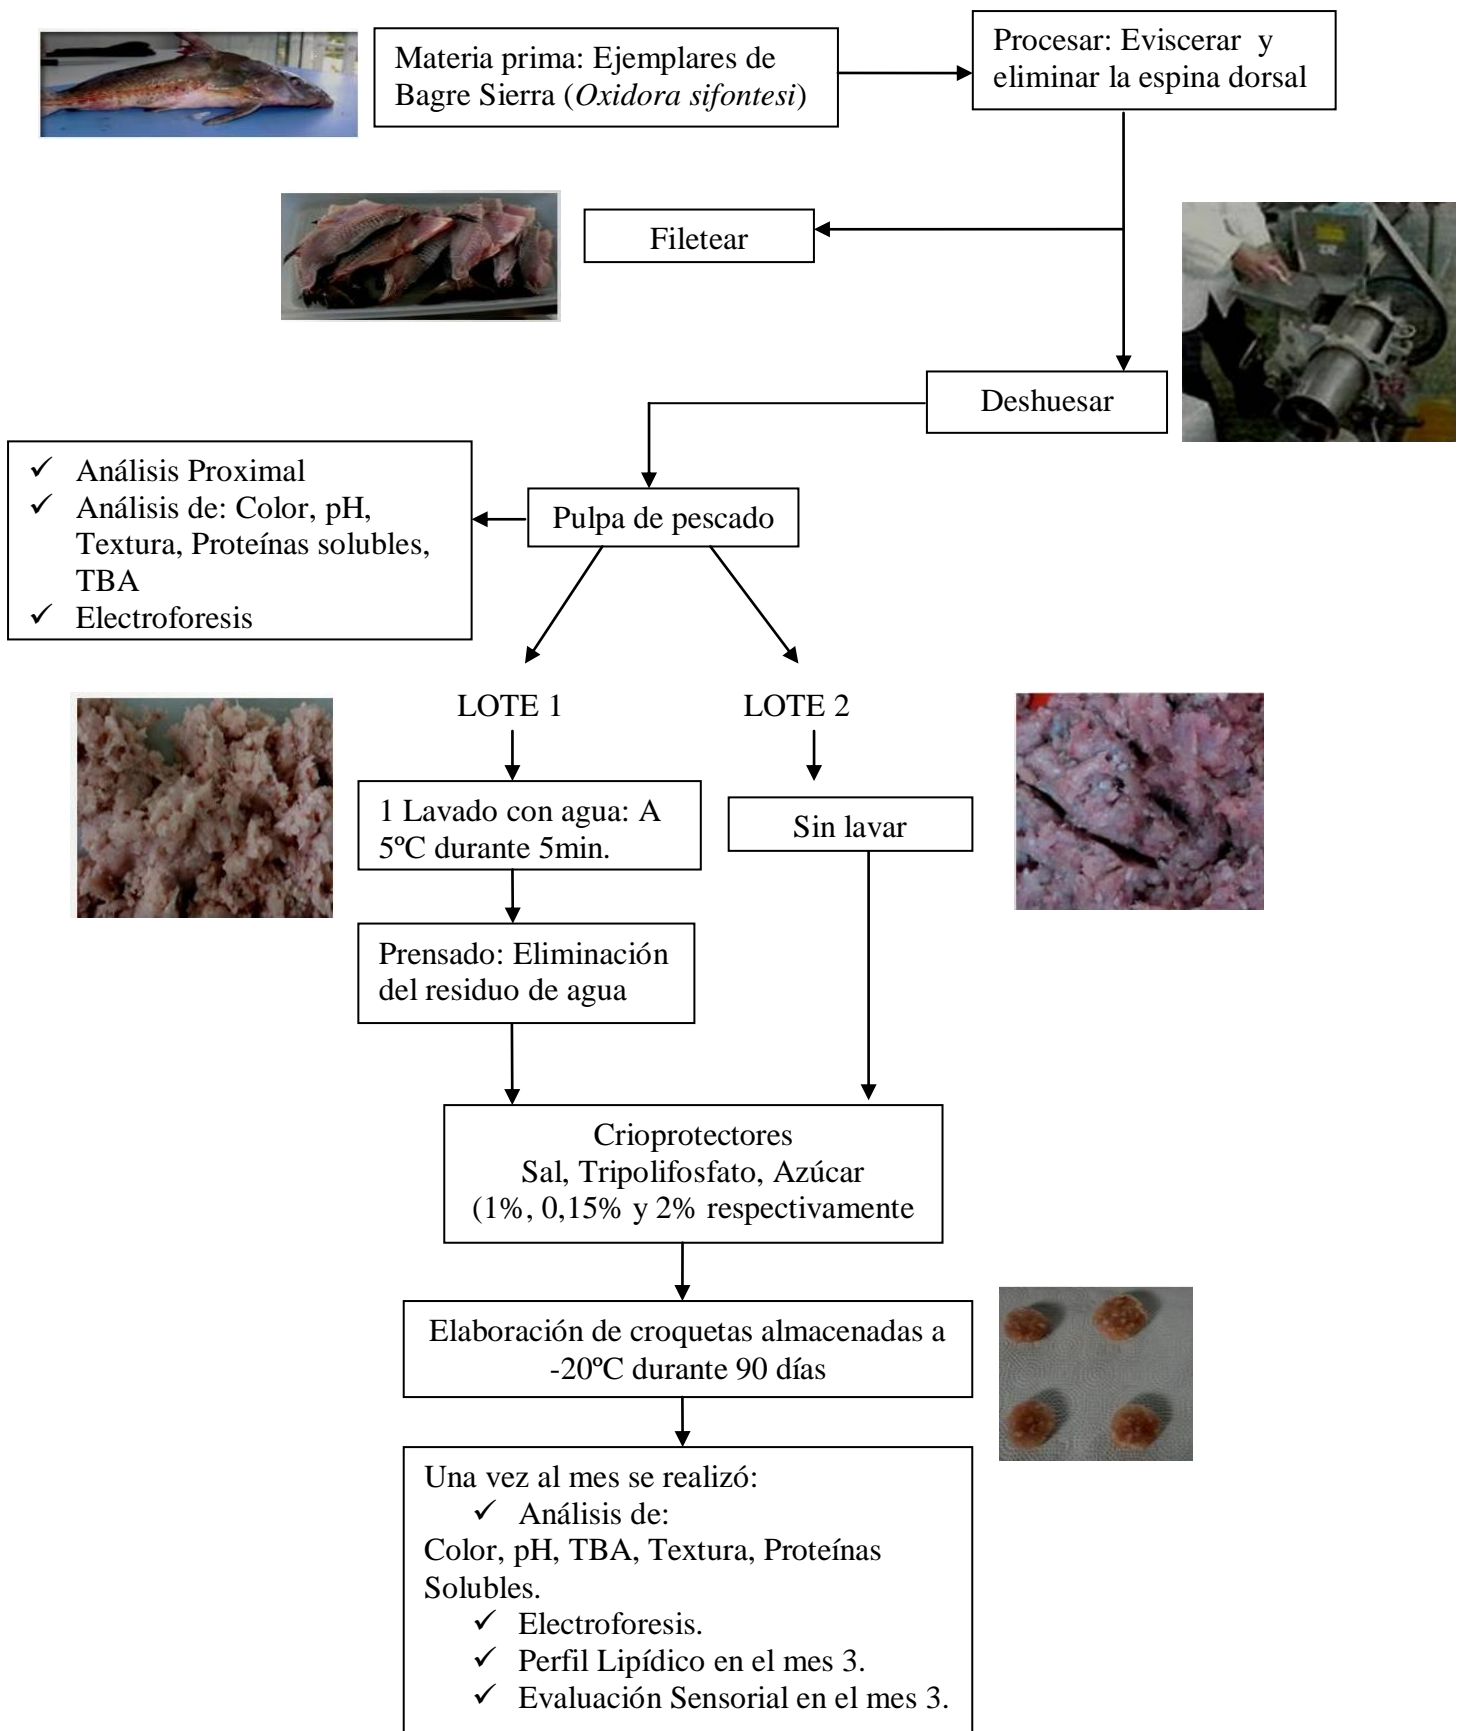 Materia prima: Ejemplares de
Bagre Sierra (Oxidora sifontesi)
Procesar: Eviscerar y
eliminar la espina dorsal
Filetear
Deshuesar
✓ Análisis Proximal
✓ Análisis de: Color, pH,
Textura, Proteínas solubles,
TBA
✓ Electroforesis
Pulpa de pescado
LOTE 1
LOTE 2
1 Lavado con agua: A
5ºC durante 5min.
Sin lavar
Prensado: Eliminación
del residuo de agua
Crioprotectores
Sal, Tripolifosfato, Azúcar
(1%, 0,15% y 2% respectivamente
Elaboración de croquetas almacenadas a
-20ºC durante 90 días
Una vez al mes se realizó:
✓ Análisis de:
Color, pH, TBA, Textura, Proteínas
Solubles.
✓ Electroforesis.
✓ Perfil Lipídico en el mes 3.
✓ Evaluación Sensorial en el mes 3.